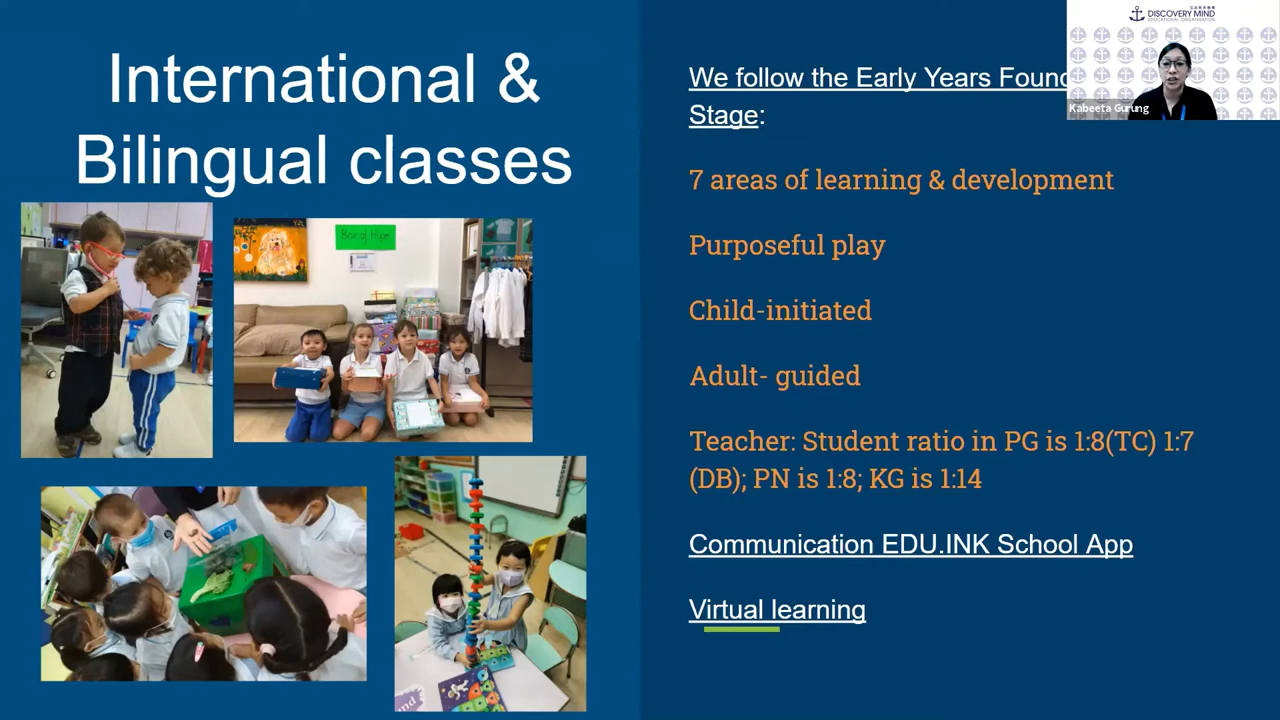 International &
Bilingual classes
We follow the Early Years Found
Stage:
7 areas of learning & development
Purposeful play
Child-initiated
Adult- guided
Teacher: Student ratio in PG is 1:8(TC) 1:7
(DB); PN is 1:8; KG is 1:14
Communication EDU.INK School App
Virtual learning
DISCOVERY MIND
EDUCATIONAL ORGANISATION
Kabeeta Gurung
Box of Hope